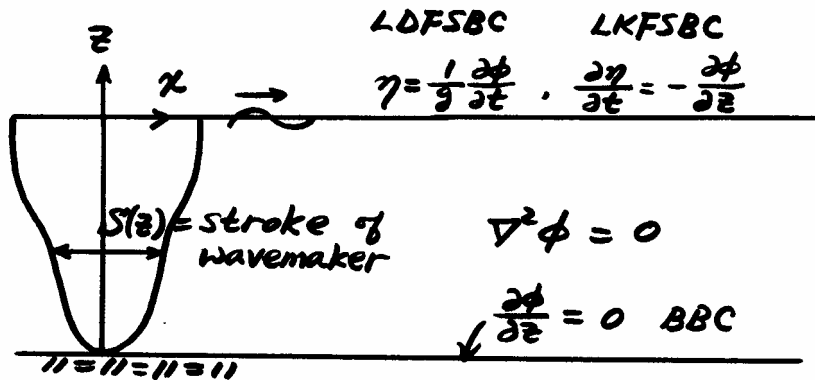 LDFSBC LKFSBC
z
x
η = 1/g ∂φ/∂t , ∂η/∂t = - ∂φ/∂z
S(z) = stroke of
wavemaker
∇²φ = 0
∂φ/∂z = 0 BBC